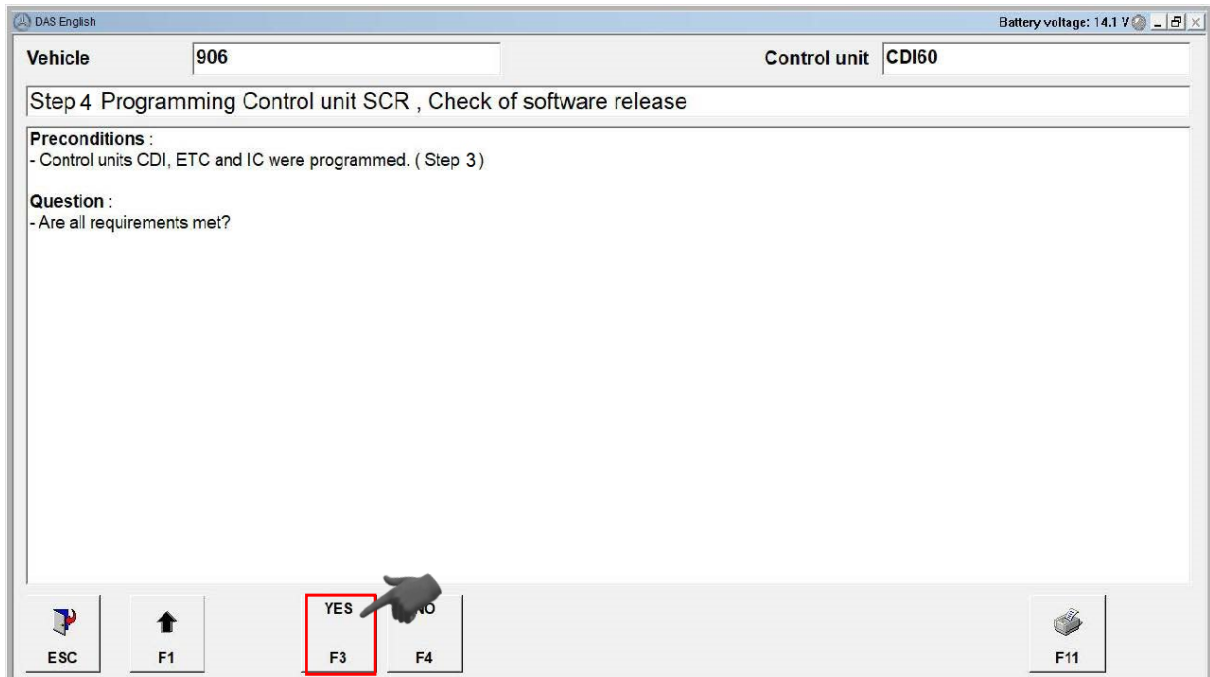 DAS English Battery voltage: 14.1 V
Vehicle 906 Control unit CDI60
Step 4 Programming Control unit SCR , Check of software release
Preconditions :
- Control units CDI, ETC and IC were programmed. ( Step 3 )
Question :
- Are all requirements met?
YES NO
ESC F1 F3 F4 F11